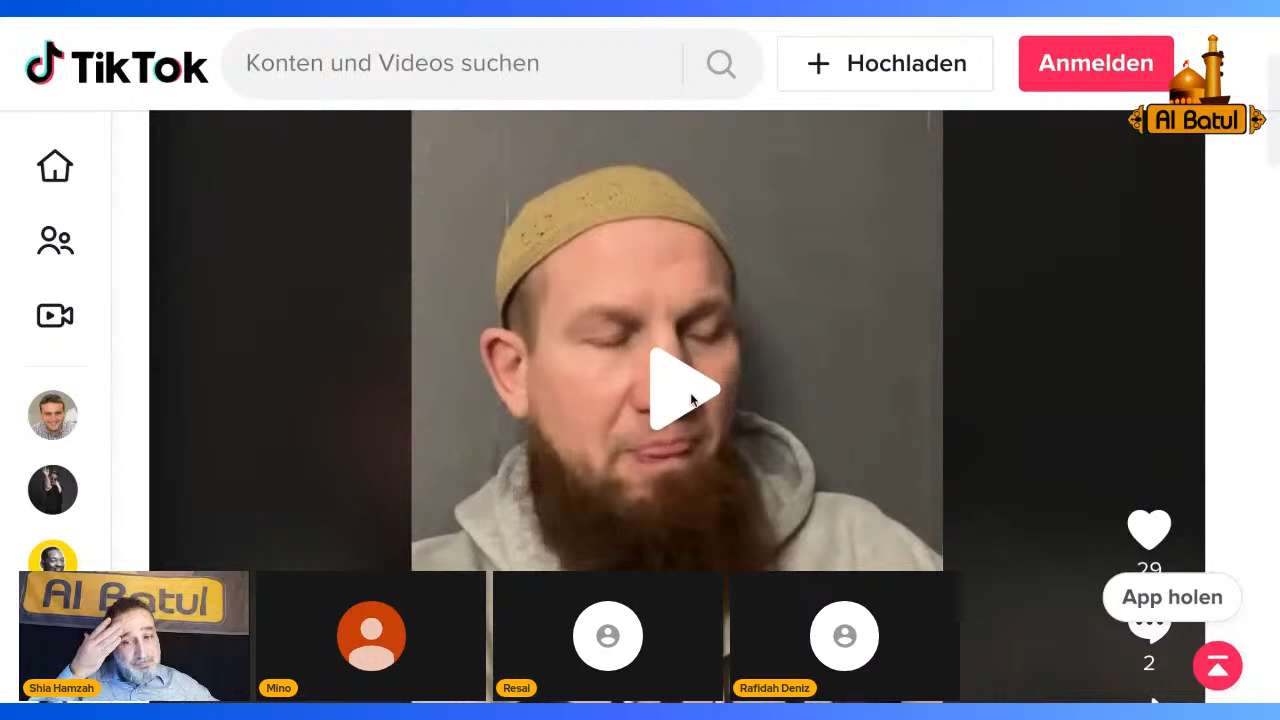 TikTok
Konten und Videos suchen
Hochladen
Anmelden
Al Batul
29
App holen
2
Al Batul
Shia Hamzah
Mino
Resal
Rafidah Deniz